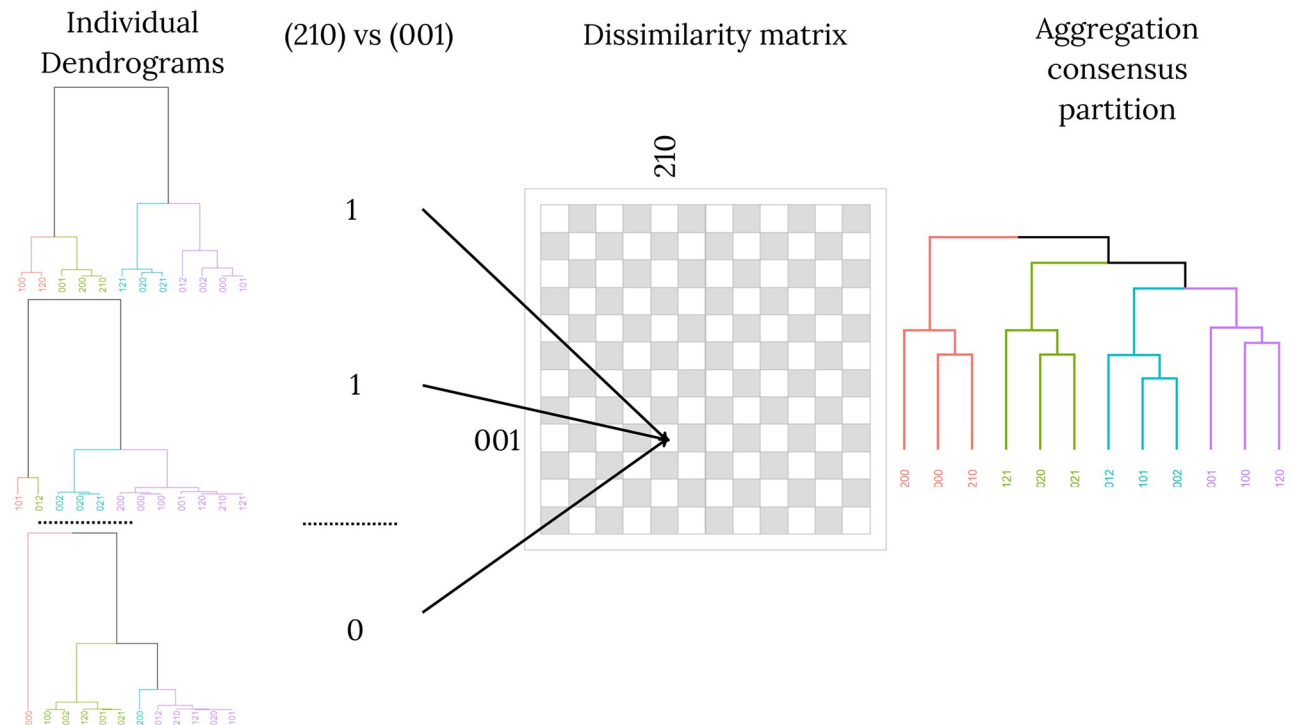 Individual
Dendrograms
(210) vs (001)
Dissimilarity matrix
Aggregation
consensus
partition
100 120 001 200 210 121 020 021 012 002 000 101
1
210
101 012 002 020 021 200 000 100 001 120 210 121
1
001
200 000 210 121 020 021 012 101 002 001 100 120
000 100 002 120 001 021 200 012 210 121 020 101
0